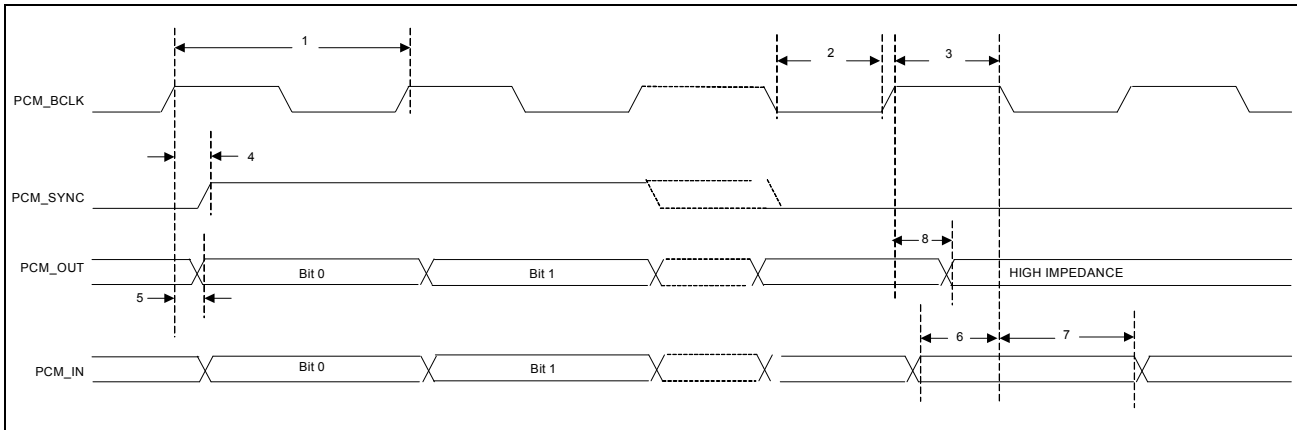 1
2
3
PCM_BCLK
4
PCM_SYNC
8
PCM_OUT
Bit 0
Bit 1
HIGH IMPEDANCE
5
6
7
PCM_IN
Bit 0
Bit 1